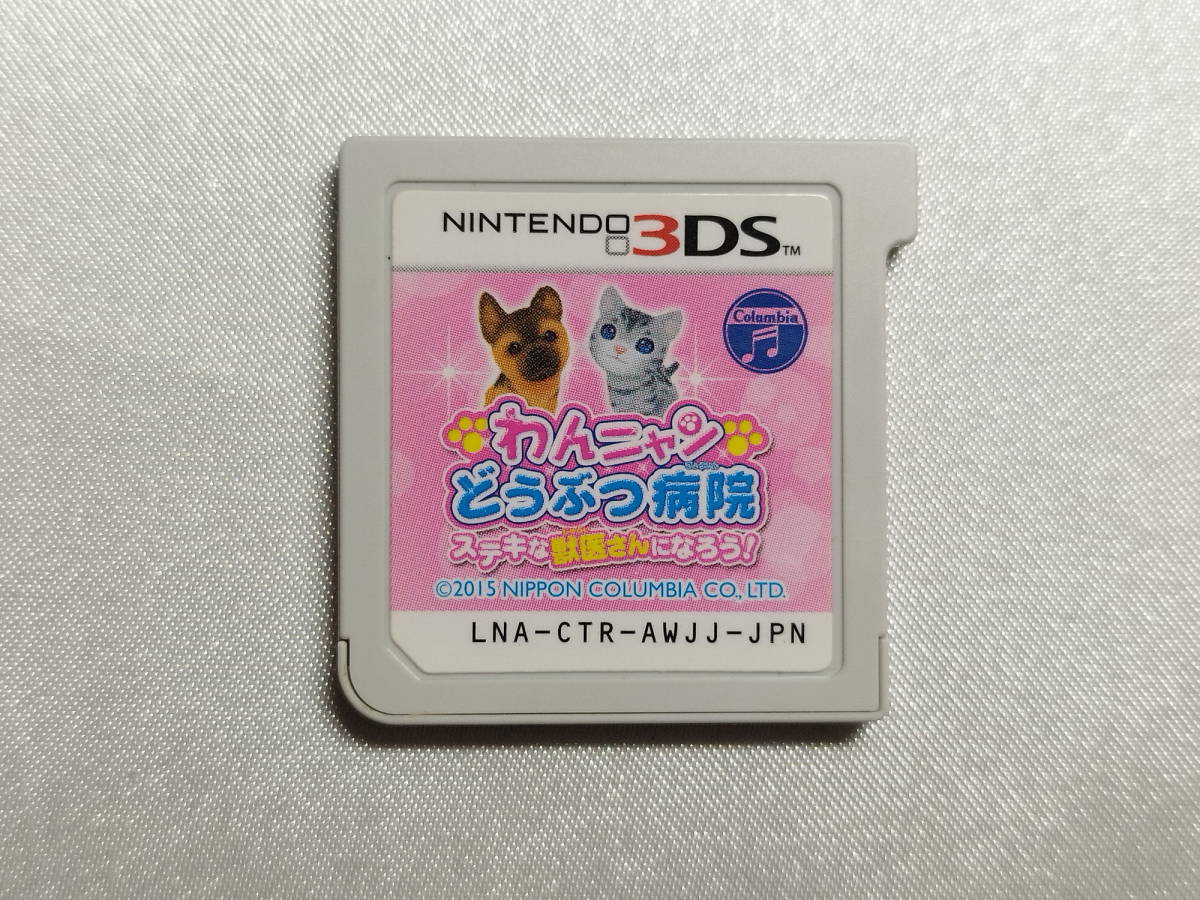 NINTENDO 3DS™
Columbia
わんニャン
どうぶつ病院
ステキな獣医さんになろう!
©2015 NIPPON COLUMBIA CO., LTD.
LNA-CTR-AWJJ-JPN